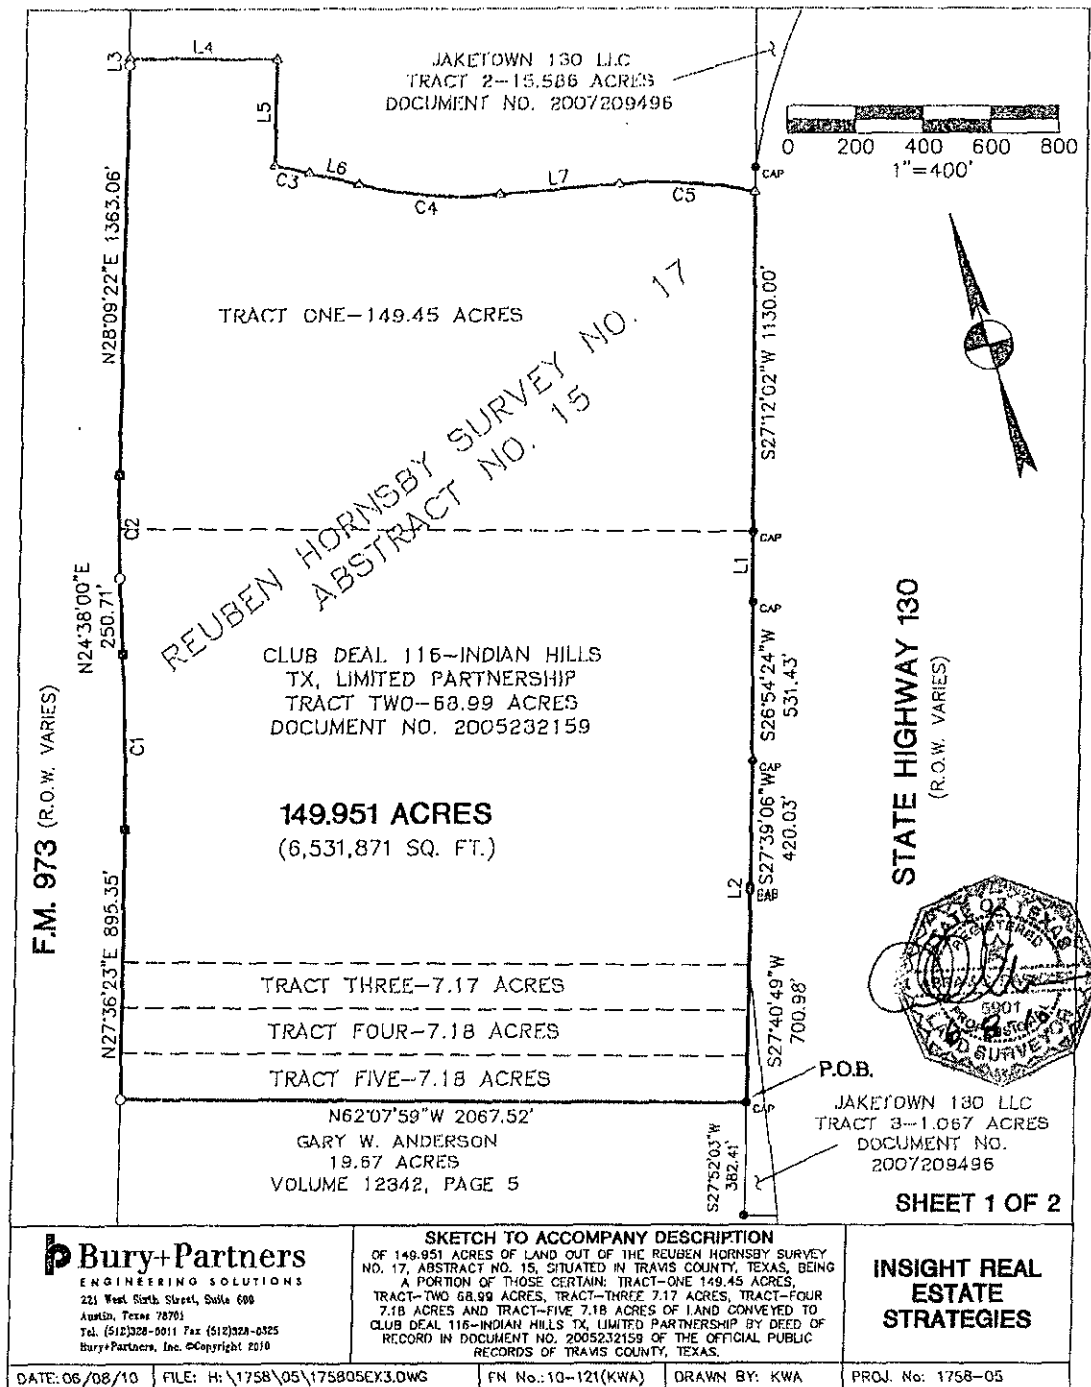 L3
L4
L5
C3
L6
C4
L7
C5
JAKETOWN 130 LLC
TRACT 2-15.586 ACRES
DOCUMENT NO. 2007209496
0 200 400 600 800
1"=400'
CAP
N28°09'22"E 1363.06'
TRACT ONE-149.45 ACRES
REUBEN HORNSBY SURVEY NO. 17
ABSTRACT NO. 15
S27°12'02"W 1130.00'
C2
CAP
L1
CAP
N24°38'00"E
250.71'
CLUB DEAL 116-INDIAN HILLS
TX, LIMITED PARTNERSHIP
TRACT TWO-68.99 ACRES
DOCUMENT NO. 2005232159
S26°54'24"W
531.43'
CAP
C1
149.951 ACRES
(6,531,871 SQ. FT.)
S27°39'06"W
420.03'
L2
STATE HIGHWAY 130
(R.O.W. VARIES)
F.M. 973 (R.O.W. VARIES)
N27°36'23"E 895.35'
TRACT THREE-7.17 ACRES
TRACT FOUR-7.18 ACRES
TRACT FIVE-7.18 ACRES
S27°40'49"W
700.98'
STATE OF TEXAS
REGISTERED
5901
PROFESSIONAL
LAND SURVEYOR
P.O.B.
CAP
N62°07'59"W 2067.52'
GARY W. ANDERSON
19.67 ACRES
VOLUME 12342, PAGE 5
S27°52'03"W
382.41'
JAKETOWN 130 LLC
TRACT 3-1.067 ACRES
DOCUMENT NO.
2007209496
SHEET 1 OF 2
Bury+Partners
ENGINEERING SOLUTIONS
221 West Sixth Street, Suite 600
Austin, Texas 78701
Tel. (512)328-0011 Fax (512)328-0325
Bury+Partners, Inc. ©Copyright 2010
SKETCH TO ACCOMPANY DESCRIPTION
OF 149.951 ACRES OF LAND OUT OF THE REUBEN HORNSBY SURVEY
NO. 17, ABSTRACT NO. 15, SITUATED IN TRAVIS COUNTY, TEXAS, BEING
A PORTION OF THOSE CERTAIN: TRACT-ONE 149.45 ACRES,
TRACT-TWO 68.99 ACRES, TRACT-THREE 7.17 ACRES, TRACT-FOUR
7.18 ACRES AND TRACT-FIVE 7.18 ACRES OF LAND CONVEYED TO
CLUB DEAL 116-INDIAN HILLS TX, LIMITED PARTNERSHIP BY DEED OF
RECORD IN DOCUMENT NO. 2005232159 OF THE OFFICIAL PUBLIC
RECORDS OF TRAVIS COUNTY, TEXAS.
INSIGHT REAL
ESTATE
STRATEGIES
DATE: 06/08/10
FILE: H:\1758\05\175805EX3.DWG
FN No.: 10-121(KWA)
DRAWN BY: KWA
PROJ. No: 1758-05